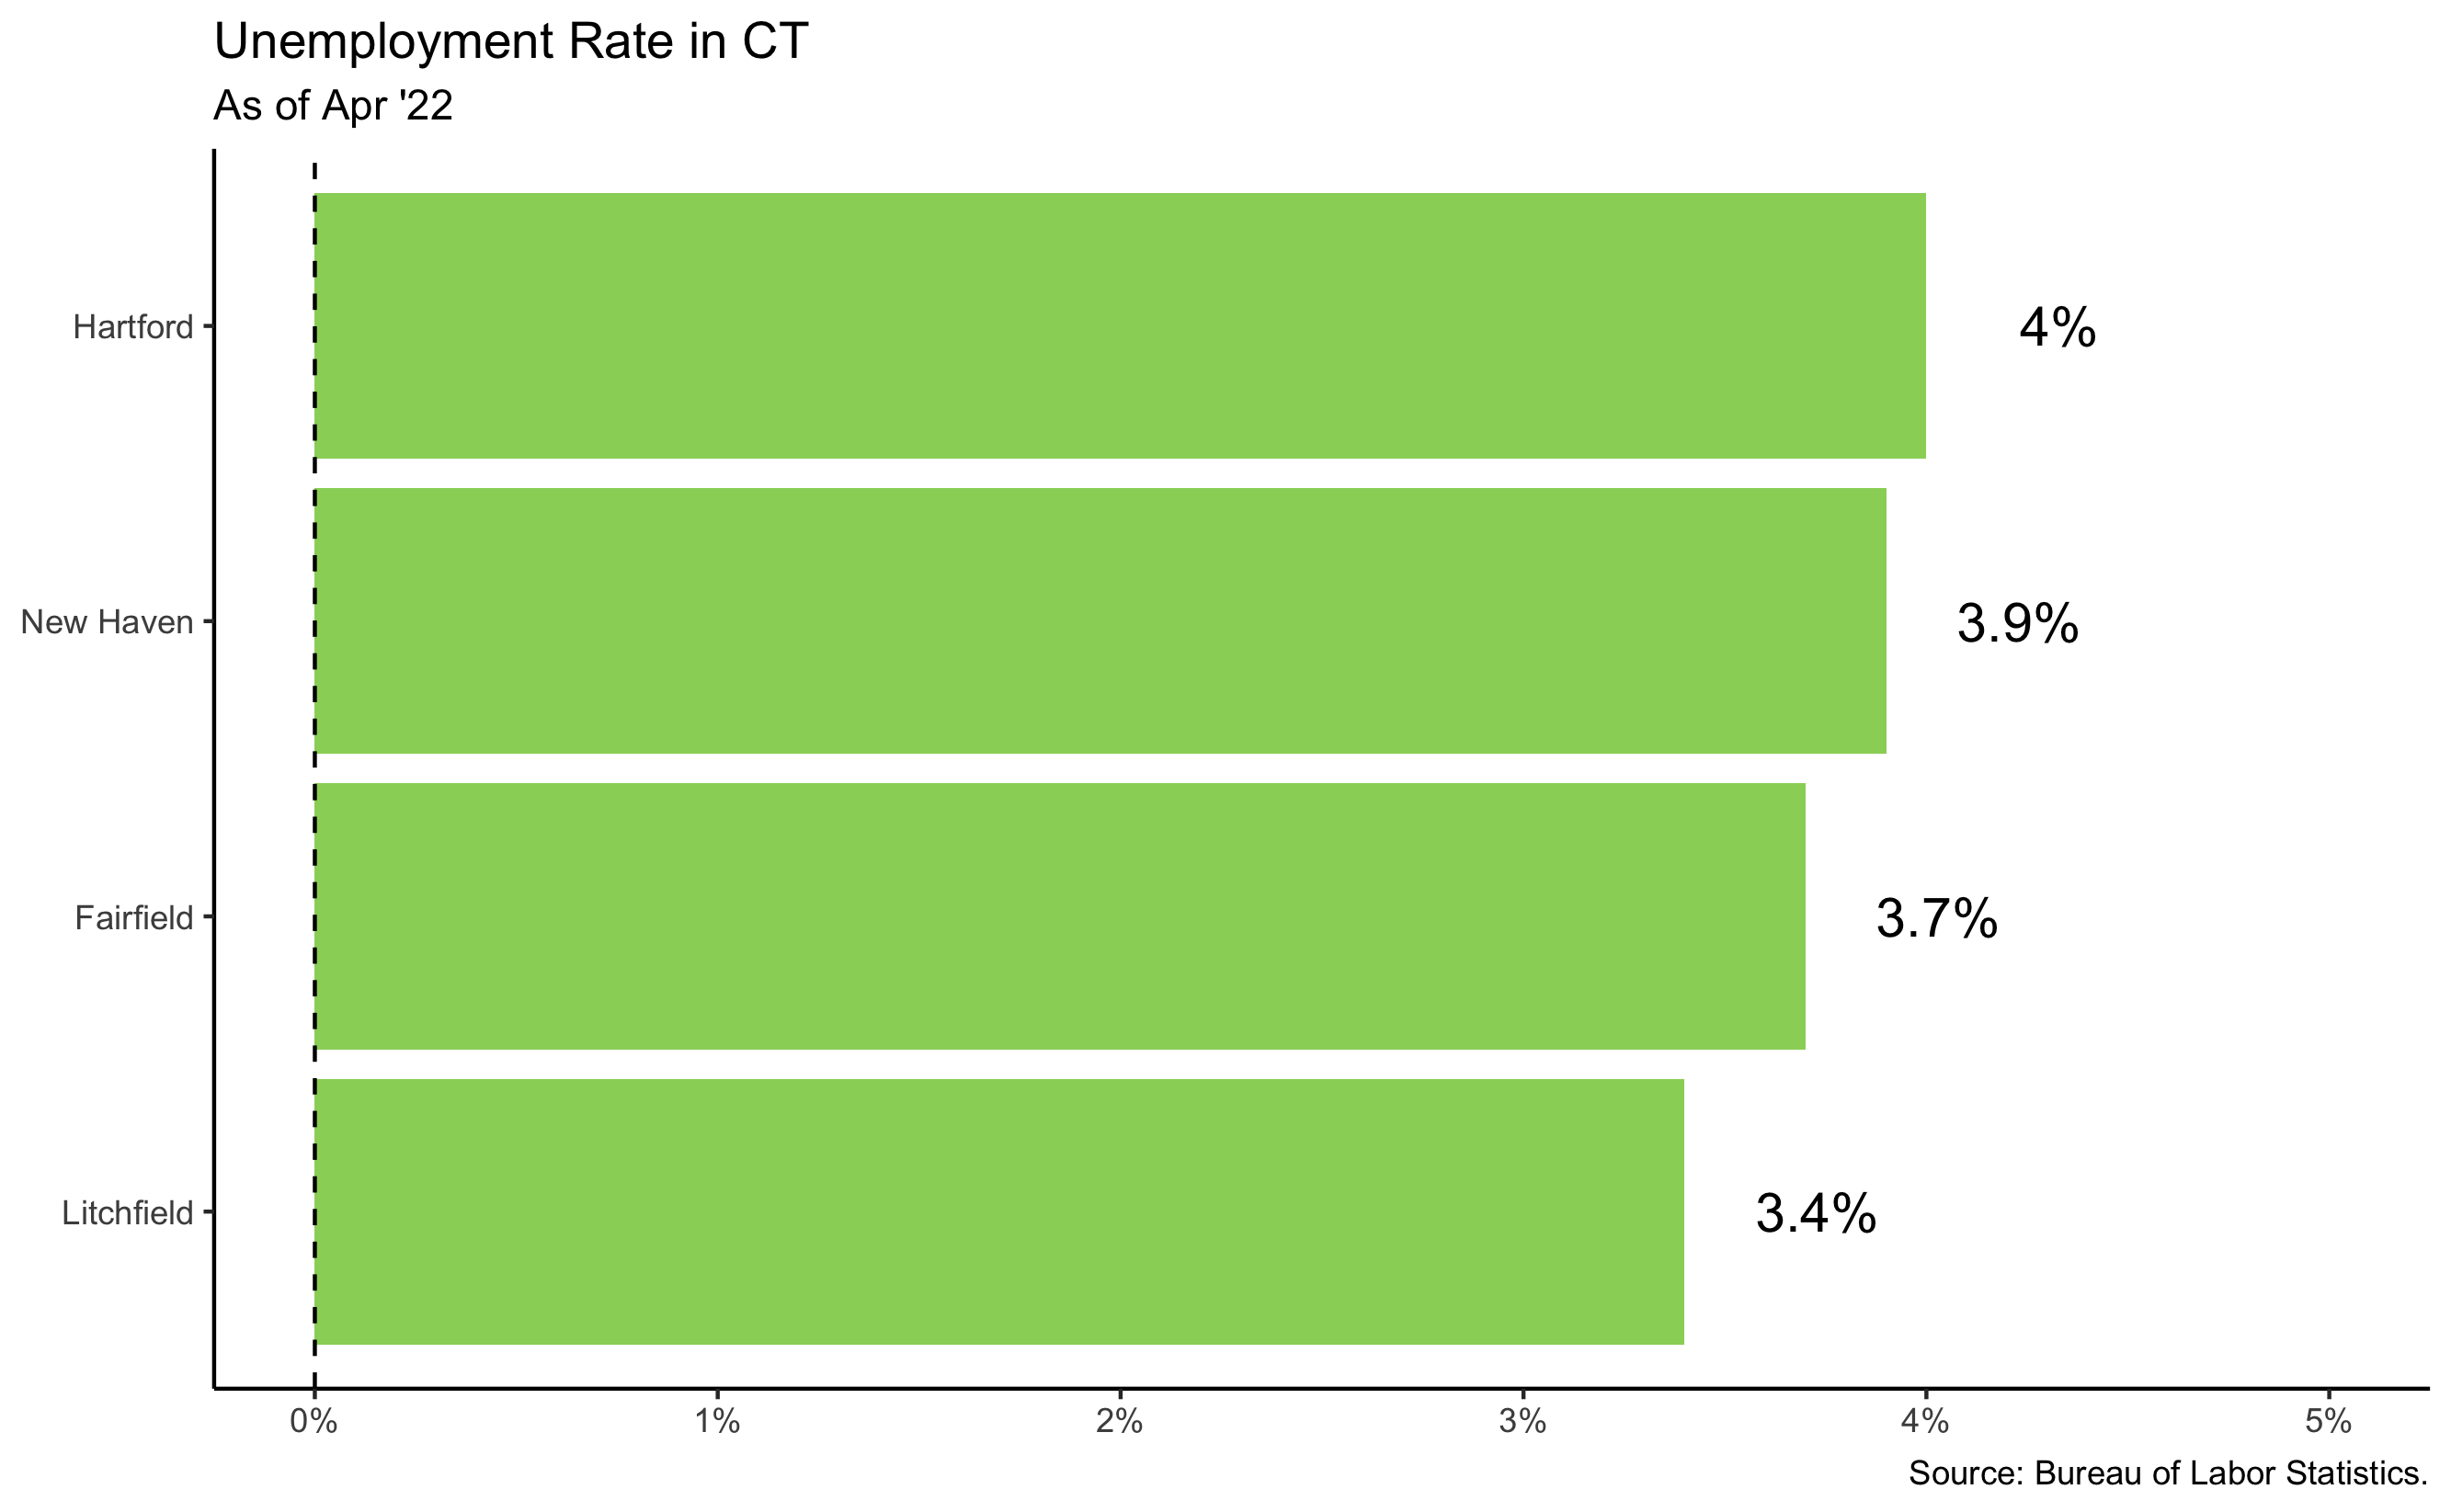 Unemployment Rate in CT
As of Apr '22
Hartford
4%
New Haven
3.9%
Fairfield
3.7%
Litchfield
3.4%
0% 1% 2% 3% 4% 5%
Source: Bureau of Labor Statistics.